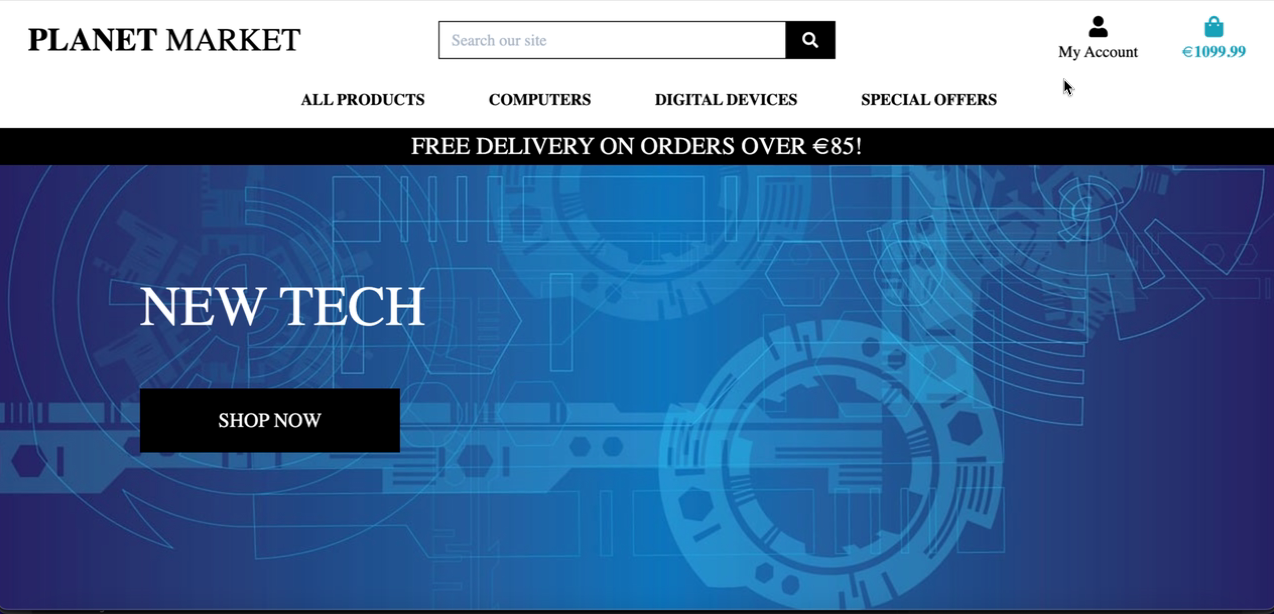 PLANET MARKET
Search our site
My Account
€1099.99
ALL PRODUCTS
COMPUTERS
DIGITAL DEVICES
SPECIAL OFFERS
FREE DELIVERY ON ORDERS OVER €85!
NEW TECH
SHOP NOW